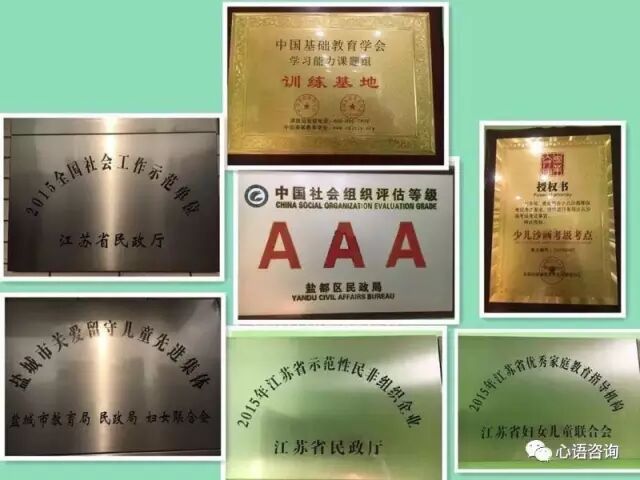 中国基础教育学会
学习能力课题组
训练基地
2015全国社会工作示范单位
江苏省民政厅
中国社会组织评估等级
CHINA SOCIAL ORGANIZATION EVALUATION GRADE
AAA
盐都区民政局
YANDU CIVIL AFFAIRS BUREAU
授权书
少儿沙画考级考点
盐城市关爱留守儿童先进集体
盐城市教育局 民政局 妇女联合会
2015年江苏省示范性民非组织企业
江苏省民政厅
2015年江苏省优秀家庭教育指导机构
江苏省妇女儿童联合会
心语咨询